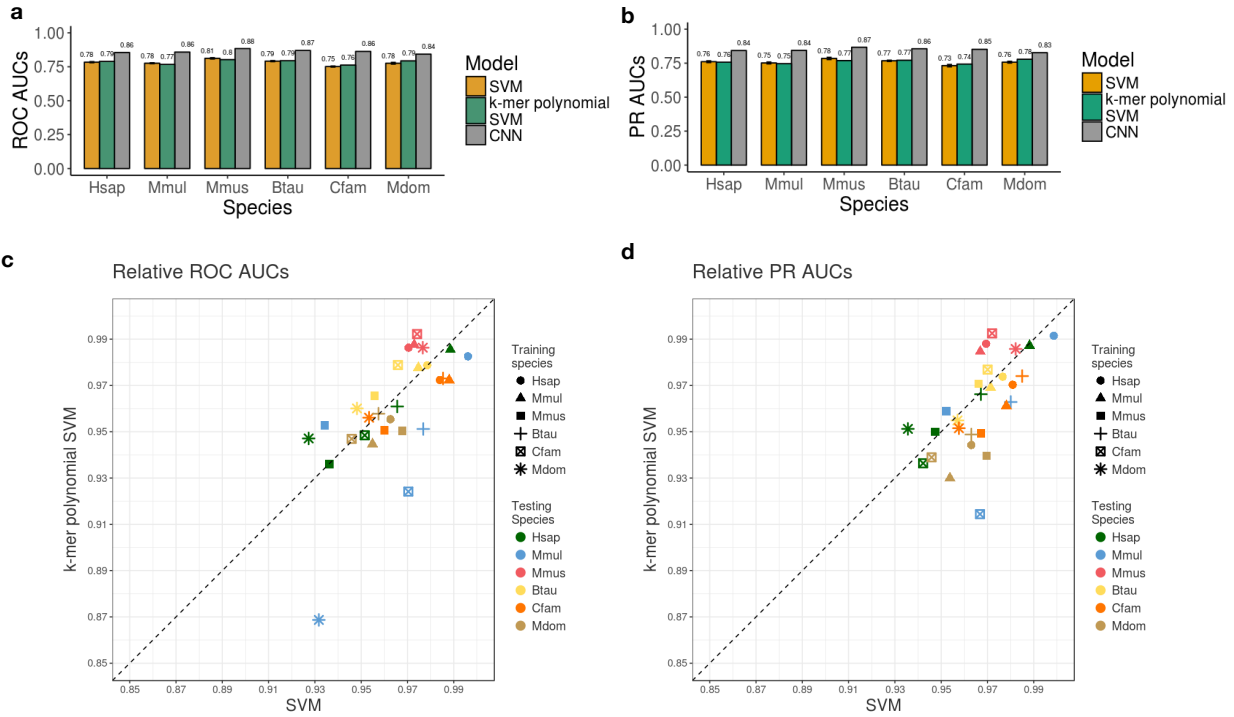 a
ROC AUCs
1.00
0.75
0.50
0.25
0.00
0.78 0.79 0.86
0.78 0.77 0.86
0.81 0.8 0.88
0.79 0.79 0.87
0.75 0.76 0.86
0.78 0.79 0.84
Hsap Mmul Mmus Btau Cfam Mdom
Species
Model
SVM
k-mer polynomial
SVM
CNN
b
PR AUCs
1.00
0.75
0.50
0.25
0.00
0.76 0.76 0.84
0.75 0.75 0.84
0.78 0.77 0.87
0.77 0.77 0.86
0.73 0.74 0.85
0.76 0.78 0.83
Hsap Mmul Mmus Btau Cfam Mdom
Species
Model
SVM
k-mer polynomial
SVM
CNN
c
Relative ROC AUCs
k-mer polynomial SVM
0.99
0.97
0.95
0.93
0.91
0.89
0.87
0.85
0.85 0.87 0.89 0.91 0.93 0.95 0.97 0.99
SVM
Training
species
Hsap
Mmul
Mmus
Btau
Cfam
Mdom
Testing
Species
Hsap
Mmul
Mmus
Btau
Cfam
Mdom
d
Relative PR AUCs
k-mer polynomial SVM
0.99
0.97
0.95
0.93
0.91
0.89
0.87
0.85
0.85 0.87 0.89 0.91 0.93 0.95 0.97 0.99
SVM
Training
species
Hsap
Mmul
Mmus
Btau
Cfam
Mdom
Testing
Species
Hsap
Mmul
Mmus
Btau
Cfam
Mdom